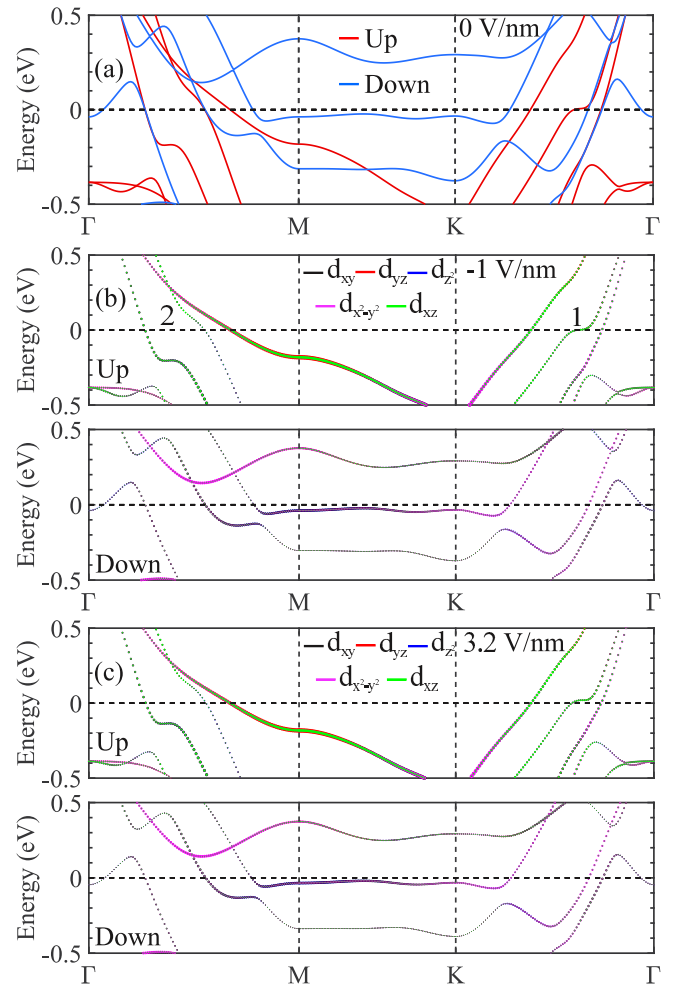 0.5
0
-0.5
Energy (eV)
(a)
Up
Down
0 V/nm
Γ M K Γ
0.5
0
-0.5
Energy (eV)
(b)
d_xy d_yz d_z² -1 V/nm
d_x²-y² d_xz
2
1
Up
0.5
0
-0.5
Energy (eV)
Down
Γ M K Γ
0.5
0
-0.5
Energy (eV)
(c)
d_xy d_yz d_z² 3.2 V/nm
d_x²-y² d_xz
Up
0.5
0
-0.5
Energy (eV)
Down
Γ M K Γ